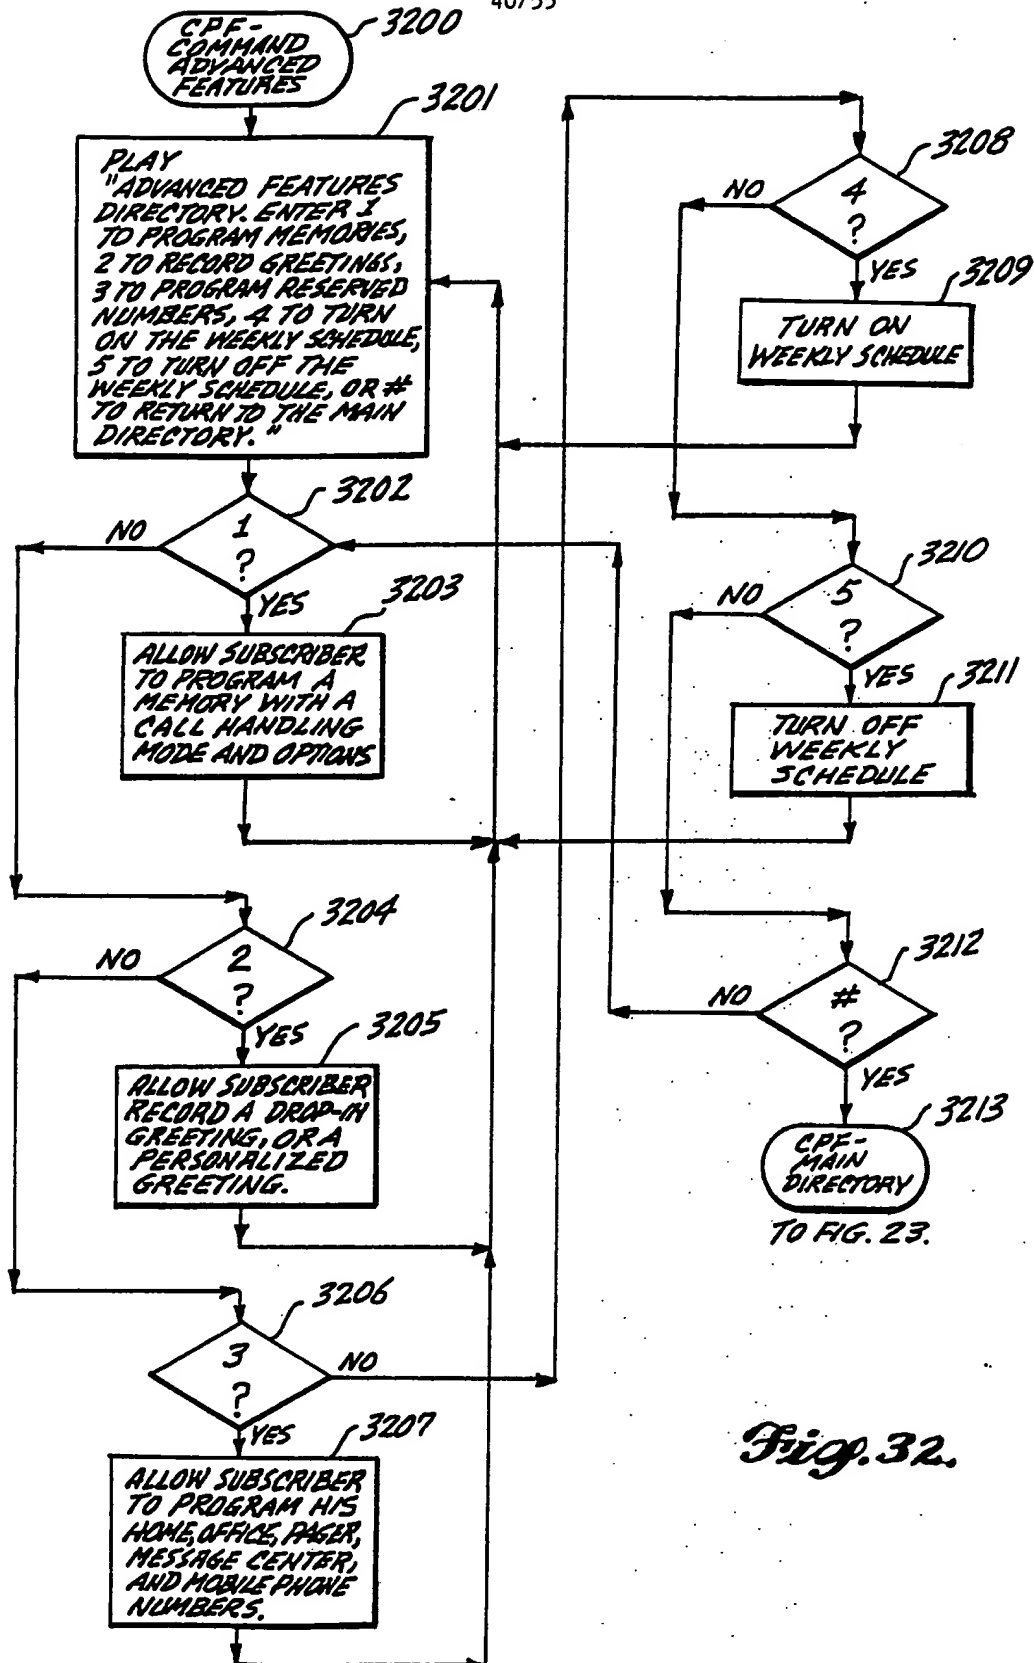 40/55
CPF-
COMMAND
ADVANCED
FEATURES
3200
3201
PLAY
"ADVANCED FEATURES
DIRECTORY. ENTER 1
TO PROGRAM MEMORIES,
2 TO RECORD GREETINGS,
3 TO PROGRAM RESERVED
NUMBERS, 4 TO TURN
ON THE WEEKLY SCHEDULE,
5 TO TURN OFF THE
WEEKLY SCHEDULE, OR #
TO RETURN TO THE MAIN
DIRECTORY."
3202
NO
1
?
YES
3203
ALLOW SUBSCRIBER
TO PROGRAM A
MEMORY WITH A
CALL HANDLING
MODE AND OPTIONS
3204
NO
2
?
YES
3205
ALLOW SUBSCRIBER
RECORD A DROP-IN
GREETING, OR A
PERSONALIZED
GREETING.
3206
3
?
NO
YES
3207
ALLOW SUBSCRIBER
TO PROGRAM HIS
HOME, OFFICE, PAGER,
MESSAGE CENTER,
AND MOBILE PHONE
NUMBERS.
3208
NO
4
?
YES
3209
TURN ON
WEEKLY SCHEDULE
3210
NO
5
?
YES
3211
TURN OFF
WEEKLY
SCHEDULE
3212
NO
#
?
YES
3213
CPF-
MAIN
DIRECTORY
TO FIG. 23.
Fig. 32.